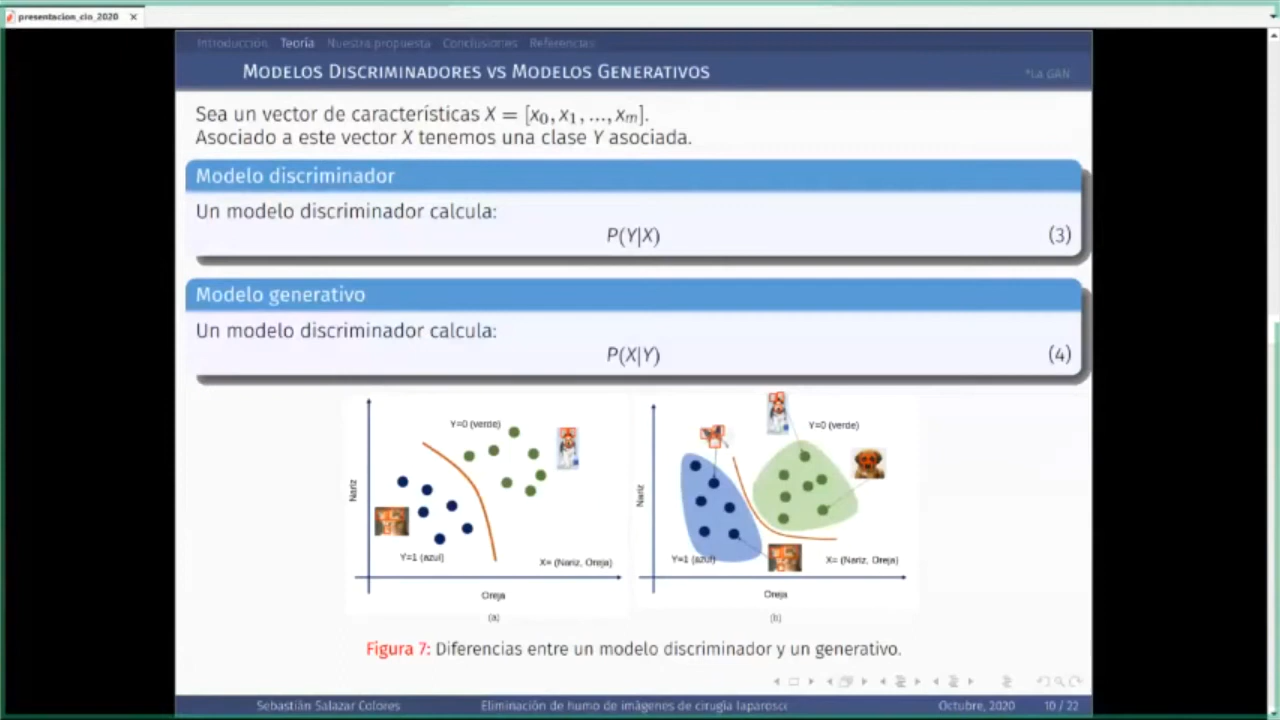 presentacion_cio_2020 ×
Introducción Teoría Nuestra propuesta Conclusiones Referencias
MODELOS DISCRIMINADORES VS MODELOS GENERATIVOS
*La GAN
Sea un vector de características X = [x₀, x₁, ..., xₘ].
Asociado a este vector X tenemos una clase Y asociada.
Modelo discriminador
Un modelo discriminador calcula:
P(Y|X) (3)
Modelo generativo
Un modelo discriminador calcula:
P(X|Y) (4)
Y=0 (verde)
Nariz
Y=1 (azul)
X= (Nariz, Oreja)
Oreja
(a)
Y=0 (verde)
Nariz
Y=1 (azul)
X= (Nariz, Oreja)
Oreja
(b)
Figura 7: Diferencias entre un modelo discriminador y un generativo.
Sebastián Salazar Colores Eliminación de humo de imágenes de cirugía laparosc Octubre, 2020 10 / 22